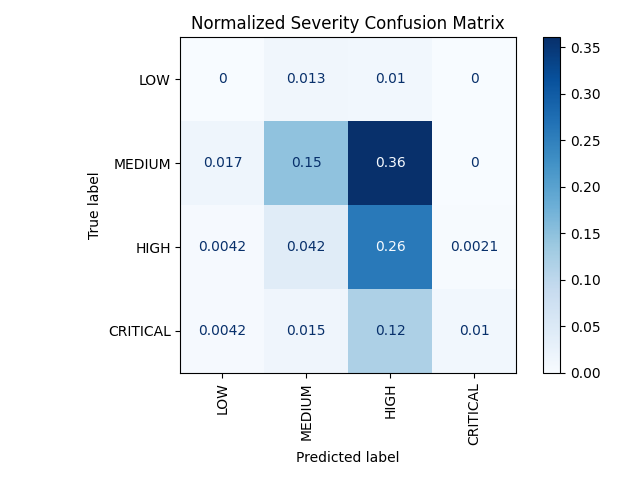 Normalized Severity Confusion Matrix
LOW 0 0.013 0.01 0
MEDIUM 0.017 0.15 0.36 0
HIGH 0.0042 0.042 0.26 0.0021
CRITICAL 0.0042 0.015 0.12 0.01
True label
LOW MEDIUM HIGH CRITICAL
Predicted label
0.35
0.30
0.25
0.20
0.15
0.10
0.05
0.00